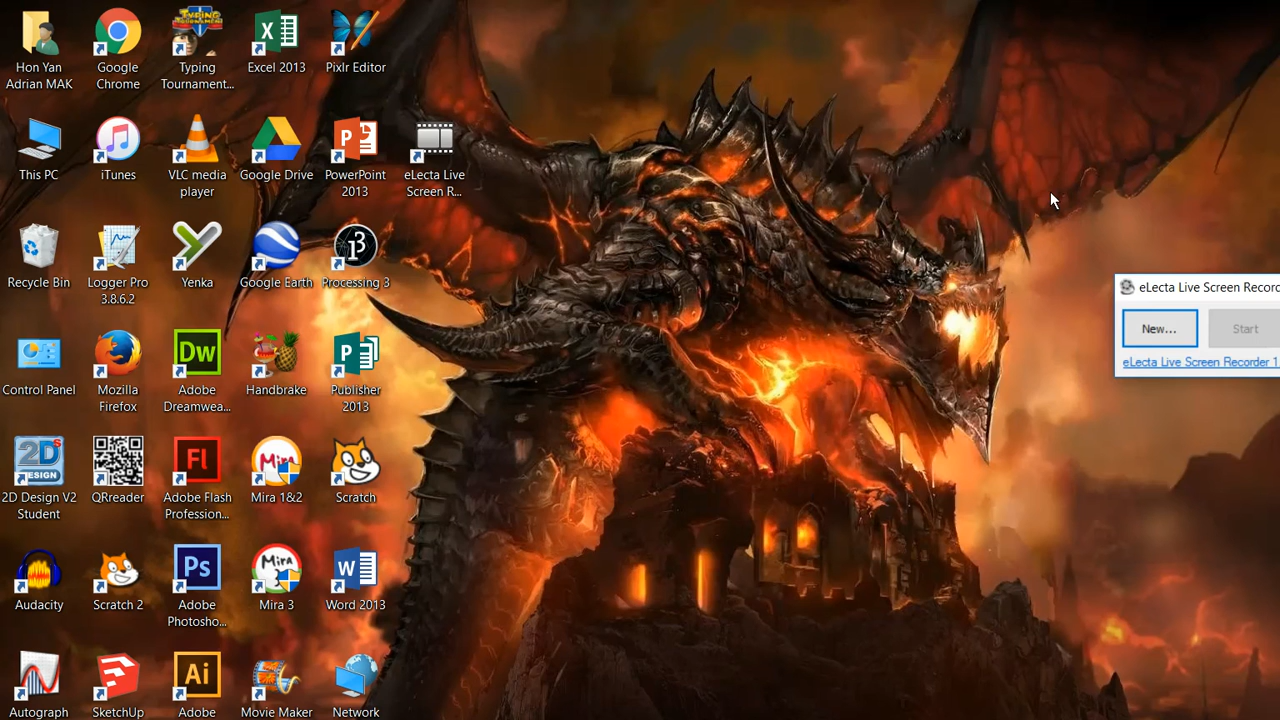 Hon Yan
Adrian MAK
Google
Chrome
Typing
Tournament...
Excel 2013
Pixlr Editor
This PC
iTunes
VLC media
player
Google Drive
PowerPoint
2013
eLecta Live
Screen R...
Recycle Bin
Logger Pro
3.8.6.2
Yenka
Google Earth
Processing 3
Control Panel
Mozilla
Firefox
Adobe
Dreamwea...
Handbrake
Publisher
2013
2D Design V2
Student
QRreader
Adobe Flash
Profession...
Mira 1&2
Scratch
Audacity
Scratch 2
Adobe
Photosho...
Mira 3
Word 2013
Autograph
SketchUp
Adobe
Movie Maker
Network
eLecta Live Screen Record
New...
Start
eLecta Live Screen Recorder 1